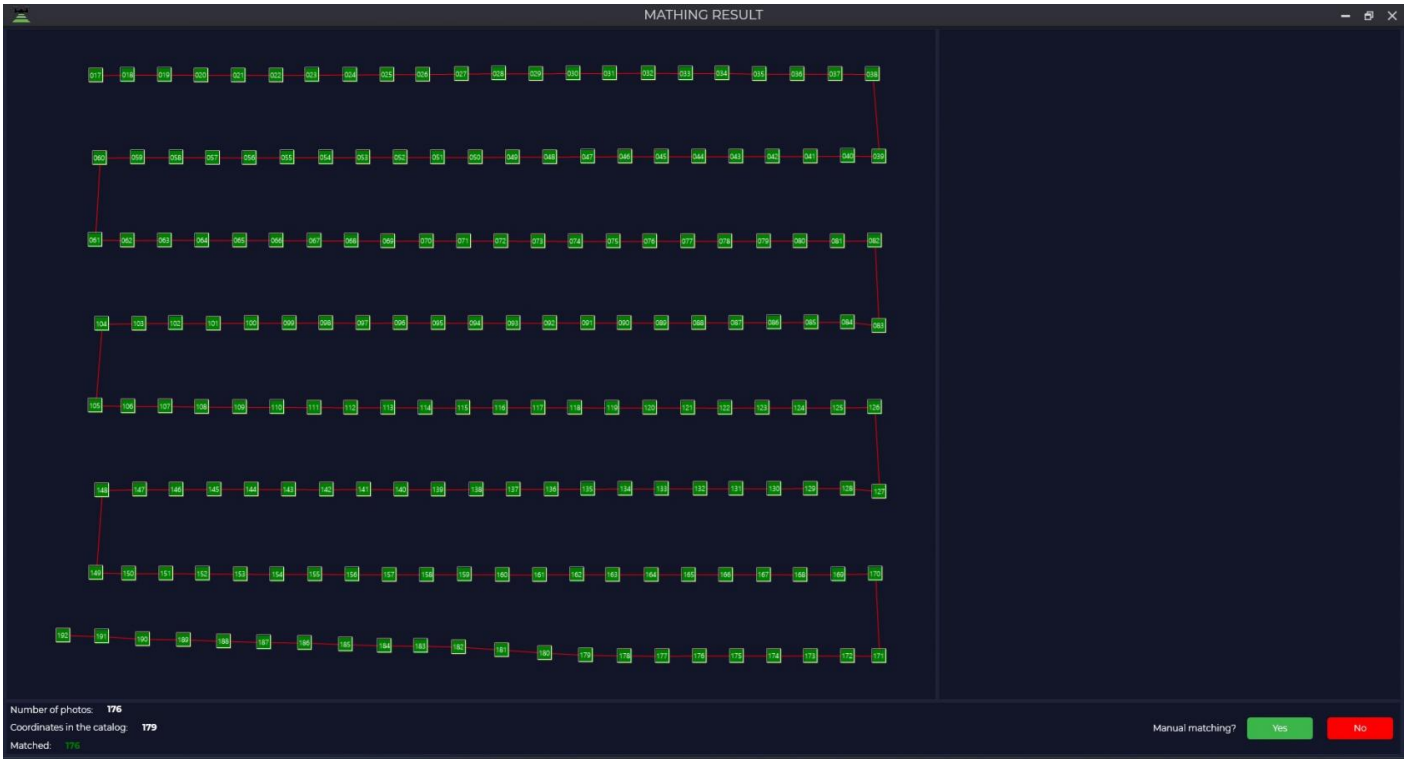 MATHING RESULT
017 018 019 020 021 022 023 024 025 026 027 028 029 030 031 032 033 034 035 036 037 038
060 059 058 057 056 055 054 053 052 051 050 049 048 047 046 045 044 043 042 041 040 039
061 062 063 064 065 066 067 068 069 070 071 072 073 074 075 076 077 078 079 080 081 082
104 103 102 101 100 099 098 097 096 095 094 093 092 091 090 089 088 087 086 085 084 083
105 106 107 108 109 110 111 112 113 114 115 116 117 118 119 120 121 122 123 124 125 126
148 147 146 145 144 143 142 141 140 139 138 137 136 135 134 133 132 131 130 129 128 127
149 150 151 152 153 154 155 156 157 158 159 160 161 162 163 164 165 166 167 168 169 170
192 191 190 189 188 187 186 185 184 183 182 181 180 179 178 177 176 175 174 173 172 171
Number of photos: 176
Coordinates in the catalog: 179
Manual matching? Yes No
Matched: 176